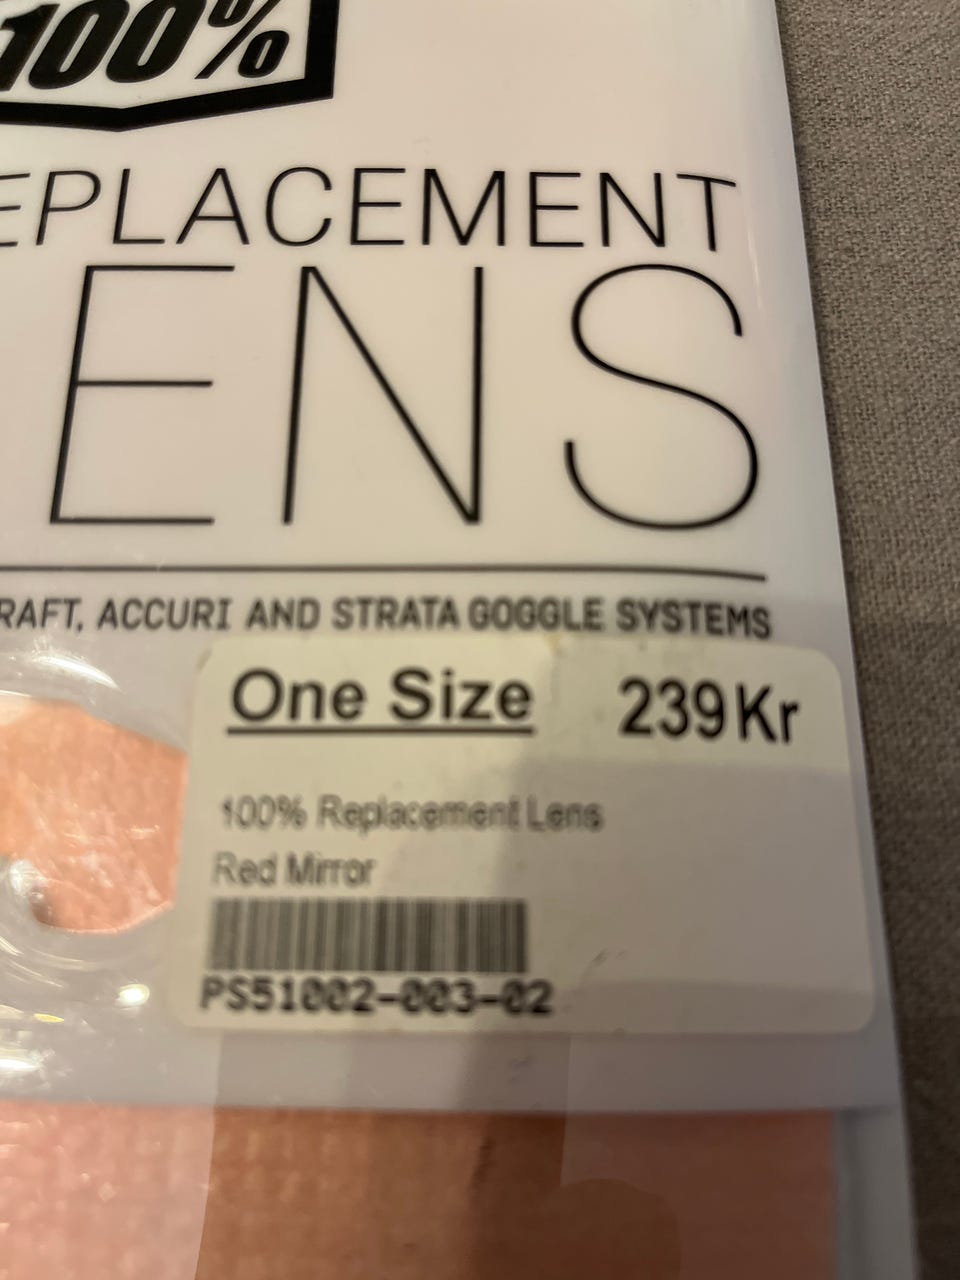 100%
EPLACEMENT
ENS
RAFT, ACCURI AND STRATA GOGGLE SYSTEMS
One Size 239Kr
100% Replacement Lens
Red Mirror
PS51002-003-02